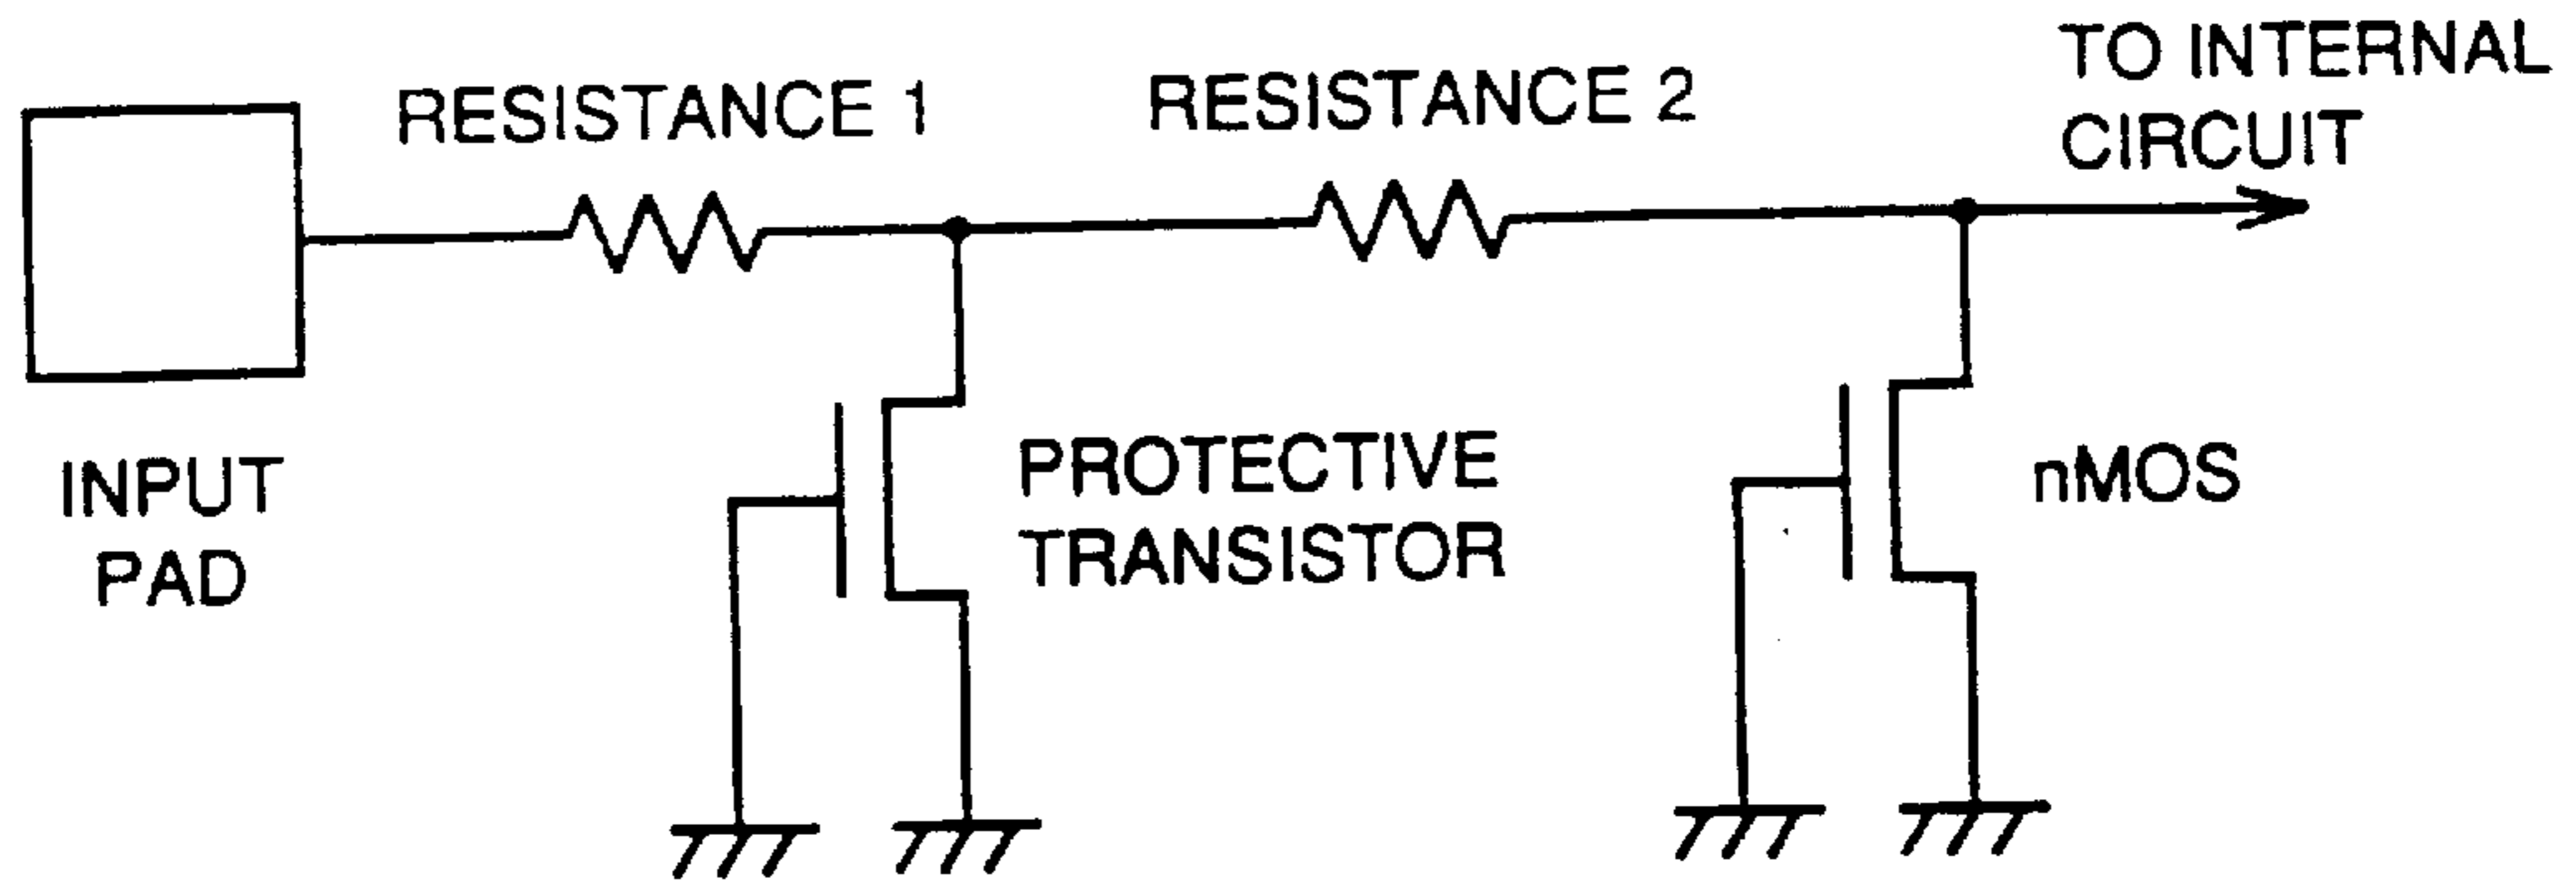 RESISTANCE 1
RESISTANCE 2
TO INTERNAL
CIRCUIT
INPUT
PAD
PROTECTIVE
TRANSISTOR
nMOS